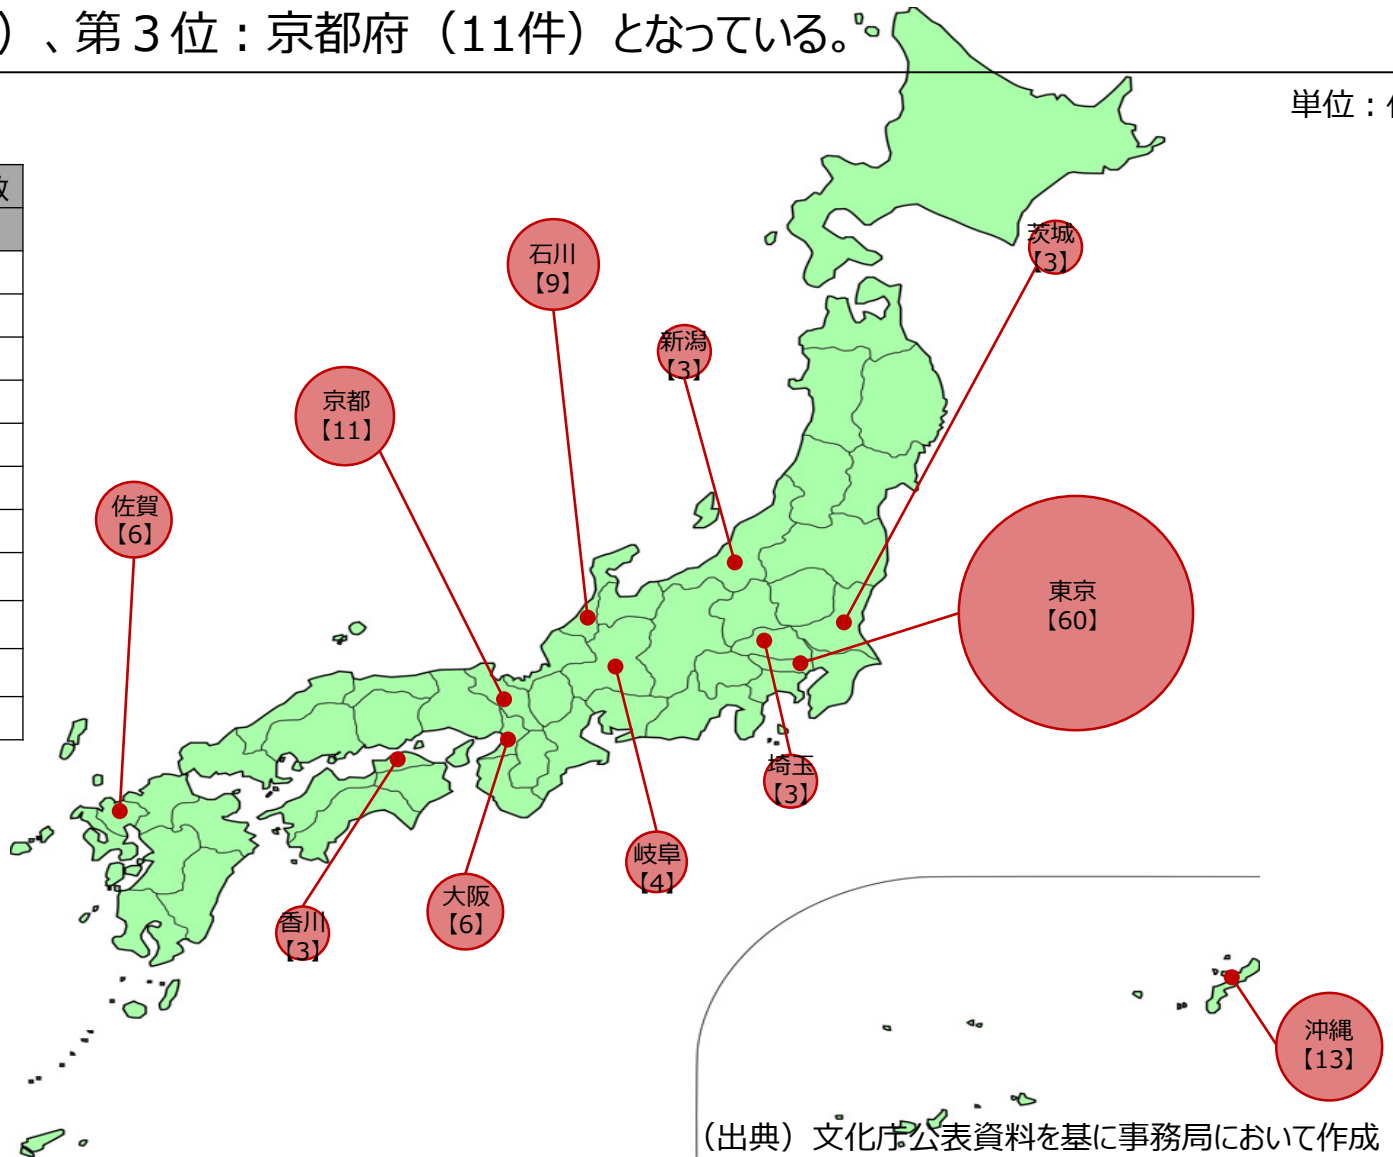 ）、第３位：京都府（11件）となっている。
単位：
数
石川
【9】
茨城
【3】
新潟
【3】
京都
【11】
佐賀
【6】
東京
【60】
埼玉
【3】
岐阜
【4】
大阪
【6】
香川
【3】
沖縄
【13】
（出典）文化庁公表資料を基に事務局において作成